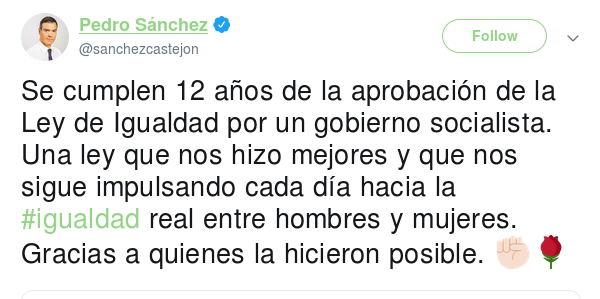 Pedro Sánchez
@sanchezcastejon
Follow
Se cumplen 12 años de la aprobación de la
Ley de Igualdad por un gobierno socialista.
Una ley que nos hizo mejores y que nos
sigue impulsando cada día hacia la
#igualdad real entre hombres y mujeres.
Gracias a quienes la hicieron posible. ✊🏻🌹